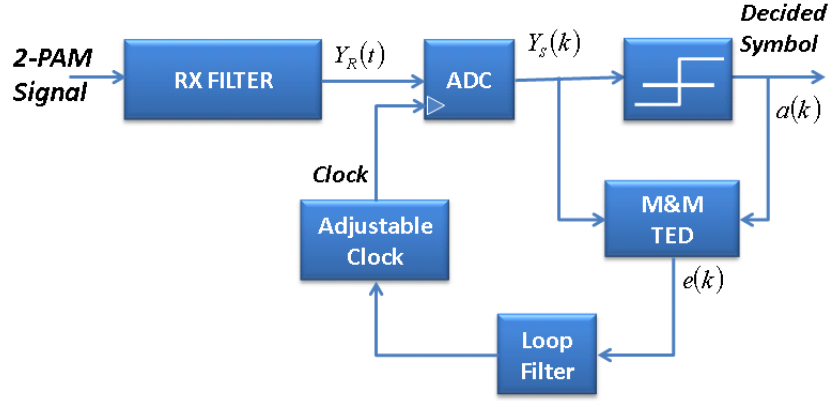 2-PAM
Signal
RX FILTER
Y_R(t)
ADC
Y_s(k)
Decided
Symbol
a(k)
Clock
Adjustable
Clock
M&M
TED
e(k)
Loop
Filter